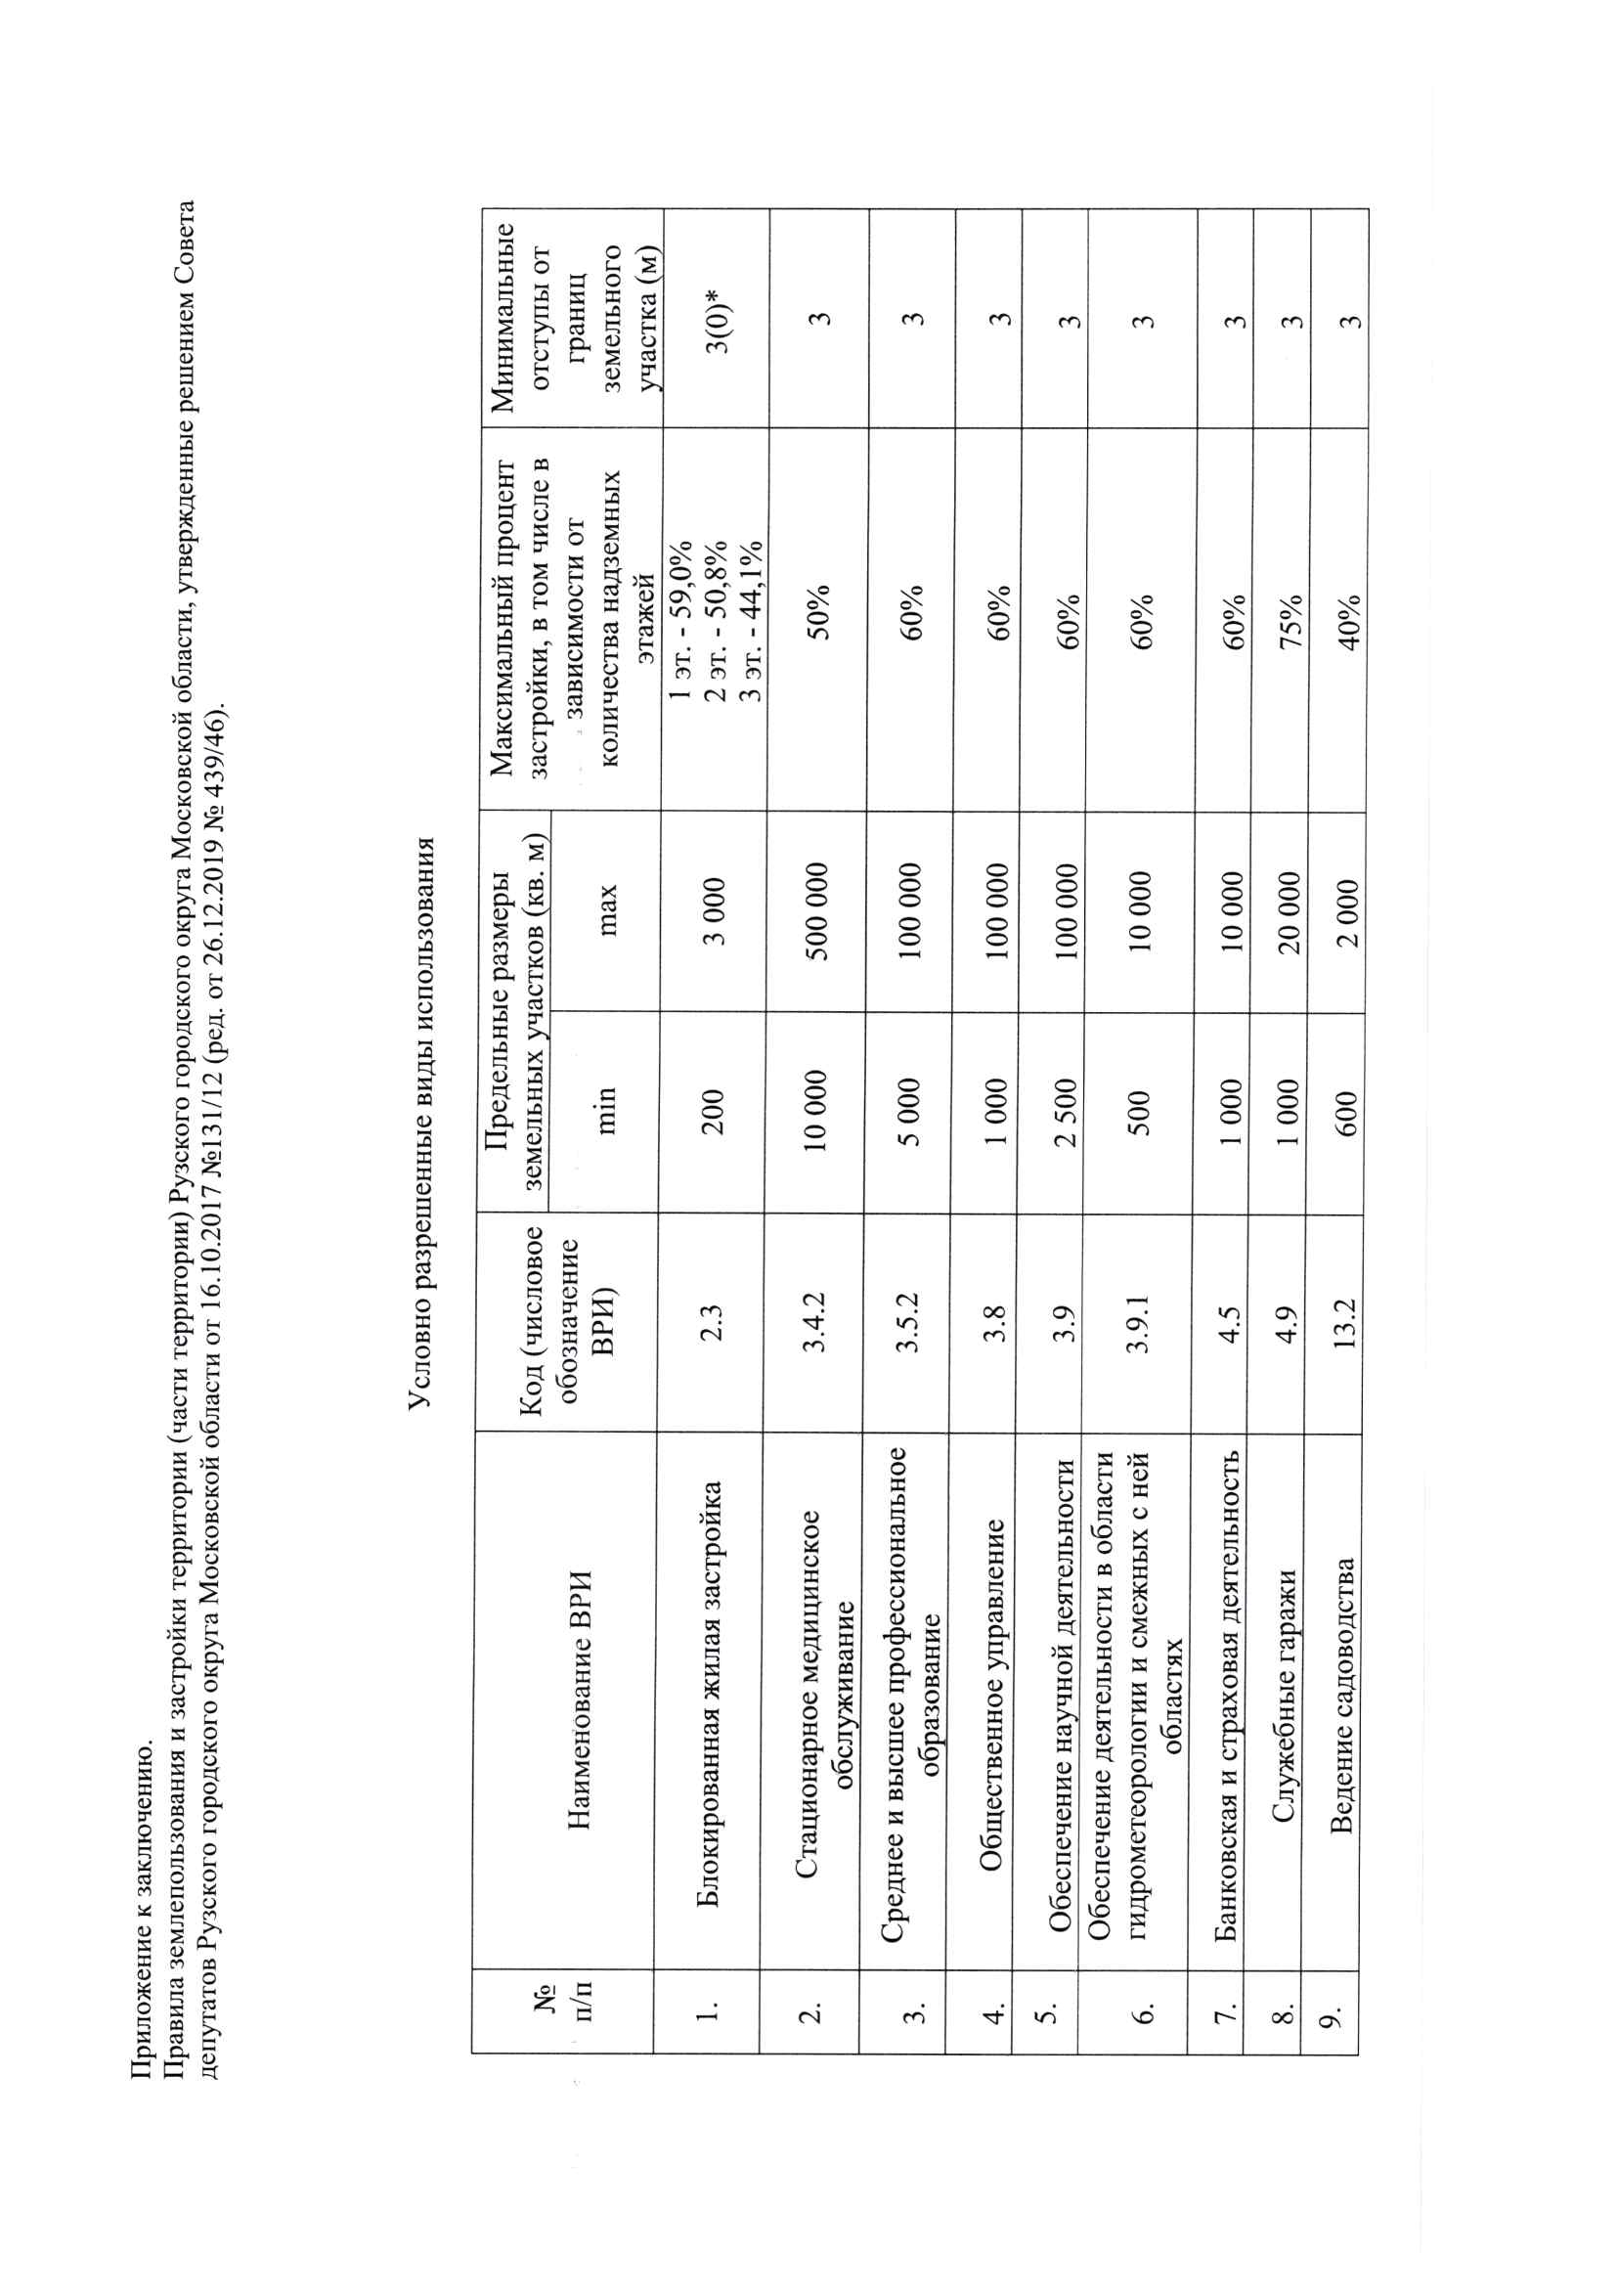 Приложение к заключению.
Правила землепользования и застройки территории (части территории) Рузского городского округа Московской области, утвержденные решением Совета
депутатов Рузского городского округа Московской области от 16.10.2017 №131/12 (ред. от 26.12.2019 № 439/46).
Условно разрешенные виды использования
№
п/п
Наименование ВРИ
Код (числовое
обозначение
ВРИ)
Предельные размеры
земельных участков (кв. м)
min
max
Максимальный процент
застройки, в том числе в
зависимости от
количества надземных
этажей
Минимальные
отступы от
границ
земельного
участка (м)
1.
Блокированная жилая застройка
2.3
200
3 000
1 эт. - 59,0%
2 эт. - 50,8%
3 эт. - 44,1%
3(0)*
2.
Стационарное медицинское
обслуживание
3.4.2
10 000
500 000
50%
3
3.
Среднее и высшее профессиональное
образование
3.5.2
5 000
100 000
60%
3
4.
Общественное управление
3.8
1 000
100 000
60%
3
5.
Обеспечение научной деятельности
3.9
2 500
100 000
60%
3
6.
Обеспечение деятельности в области
гидрометеорологии и смежных с ней
областях
3.9.1
500
10 000
60%
3
7.
Банковская и страховая деятельность
4.5
1 000
10 000
60%
3
8.
Служебные гаражи
4.9
1 000
20 000
75%
3
9.
Ведение садоводства
13.2
600
2 000
40%
3